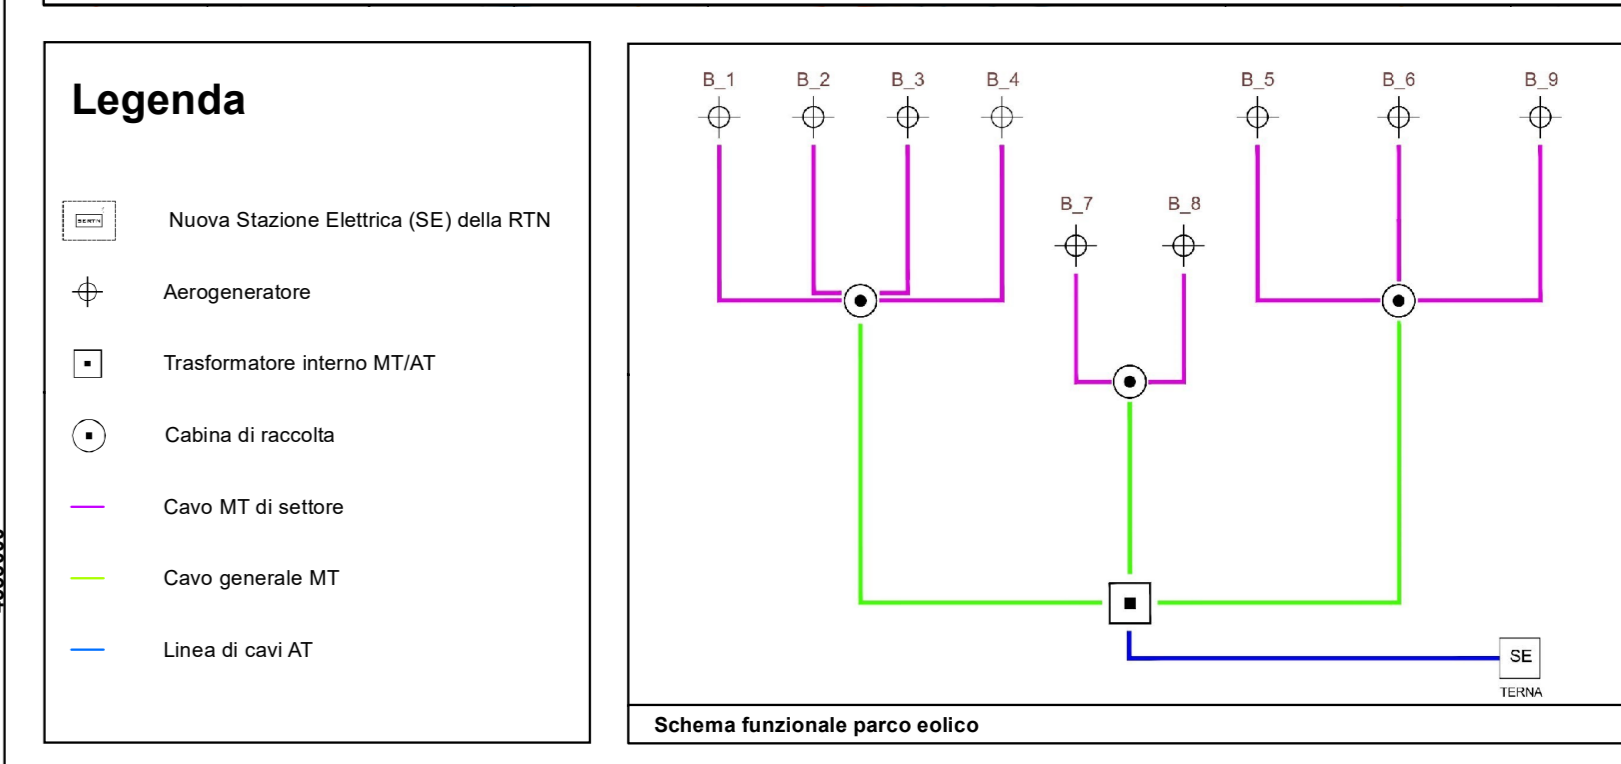 Legenda
Nuova Stazione Elettrica (SE) della RTN
Aerogeneratore
Trasformatore interno MT/AT
Cabina di raccolta
Cavo MT di settore
Cavo generale MT
Linea di cavi AT
B_1 B_2 B_3 B_4 B_5 B_6 B_9
B_7 B_8
SE
TERNA
Schema funzionale parco eolico